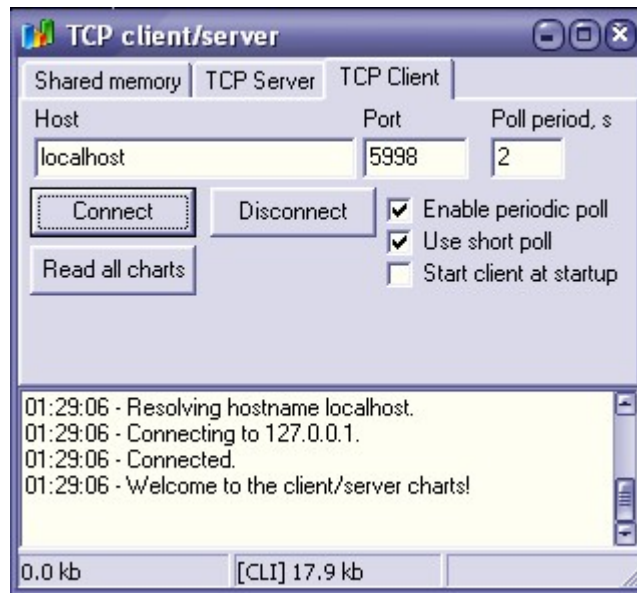 TCP client/server
Shared memory TCP Server TCP Client
Host Port Poll period, s
localhost 5998 2
Connect Disconnect Enable periodic poll
Use short poll
Read all charts Start client at startup
01:29:06 - Resolving hostname localhost.
01:29:06 - Connecting to 127.0.0.1.
01:29:06 - Connected.
01:29:06 - Welcome to the client/server charts!
0.0 kb [CLI] 17.9 kb